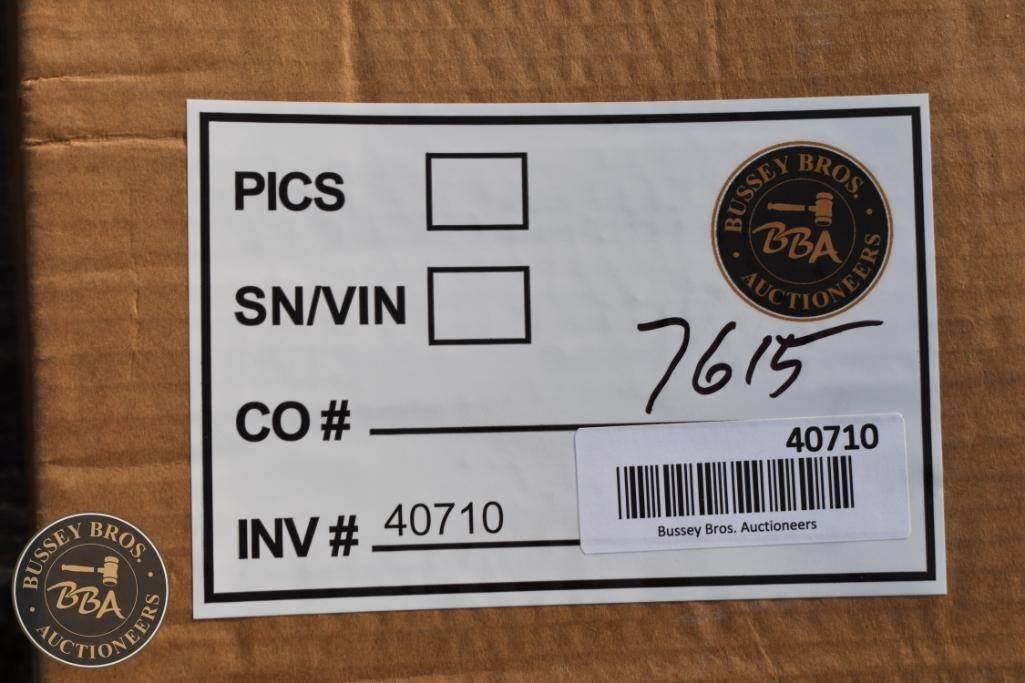 PICS
BUSSEY BROS.
BBA
AUCTIONEERS
SN/VIN
7615
CO #
40710
Bussey Bros. Auctioneers
INV # 40710
BUSSEY BROS.
BBA
AUCTIONEERS